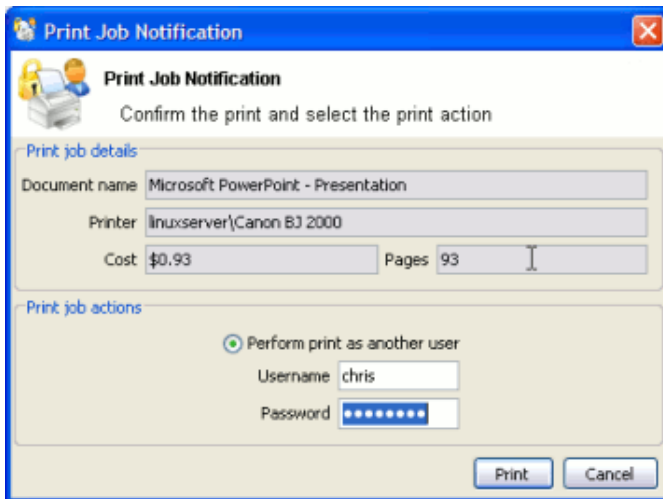 Print Job Notification
Print Job Notification
Confirm the print and select the print action
Print job details
Document name Microsoft PowerPoint - Presentation
Printer linuxserver\Canon BJ 2000
Cost $0.93 Pages 93
Print job actions
Perform print as another user
Username chris
Password ••••••••
Print Cancel